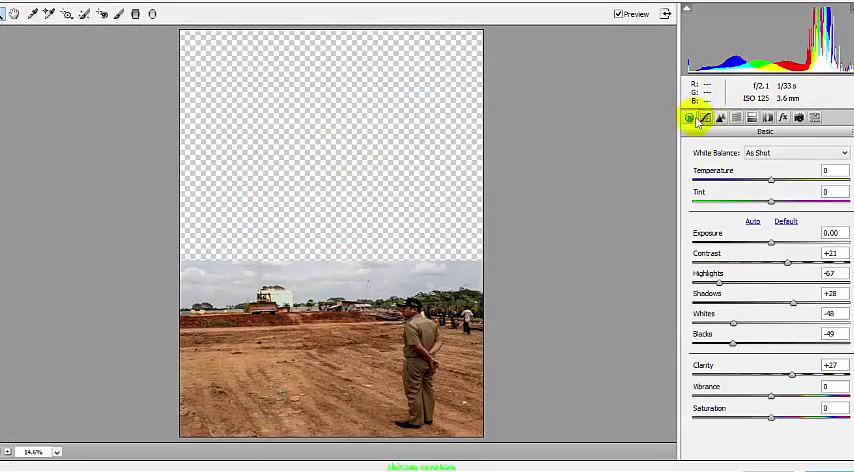 Preview
R: ---
G: ---
B: ---
f/2.1 1/33 s
ISO 125 3.6 mm
fx
Basic
White Balance: As Shot
Temperature 0
Tint 0
Auto Default
Exposure 0.00
Contrast +21
Highlights -67
Shadows +28
Whites -48
Blacks -49
Clarity +27
Vibrance 0
Saturation 0
14.6%
shivam creation